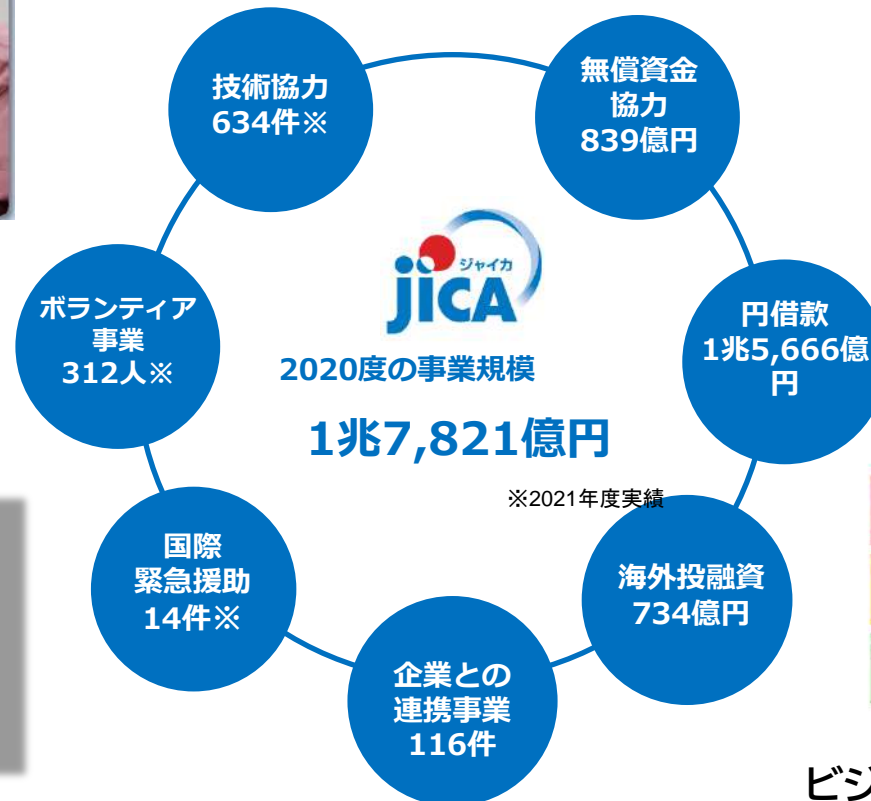 技術協力
634件※
無償資金
協力
839億円
ジャイカ
JICA
ボランティア
事業
312人※
2020度の事業規模
1兆7,821億円
円借款
1兆5,666億
円
※2021年度実績
国際
緊急援助
14件※
海外投融資
734億円
企業との
連携事業
116件
ビジ